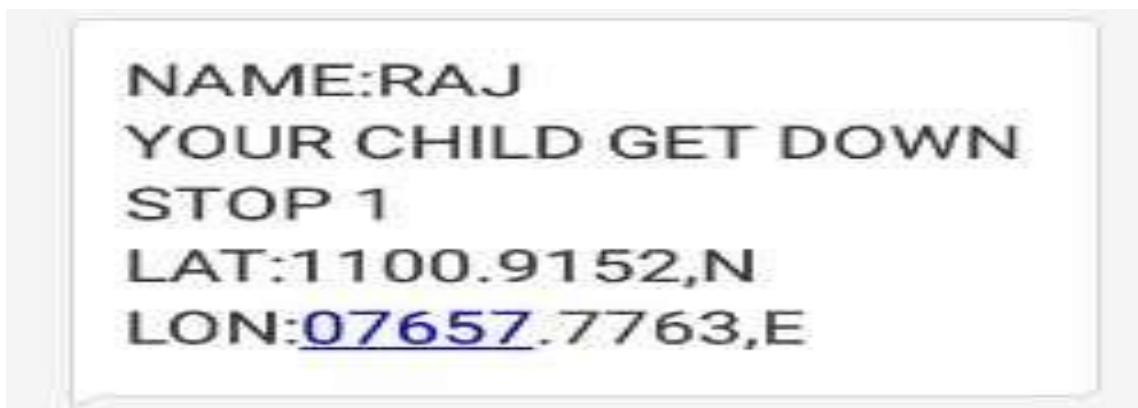 NAME:RAJ
YOUR CHILD GET DOWN
STOP 1
LAT:1100.9152,N
LON:07657.7763,E